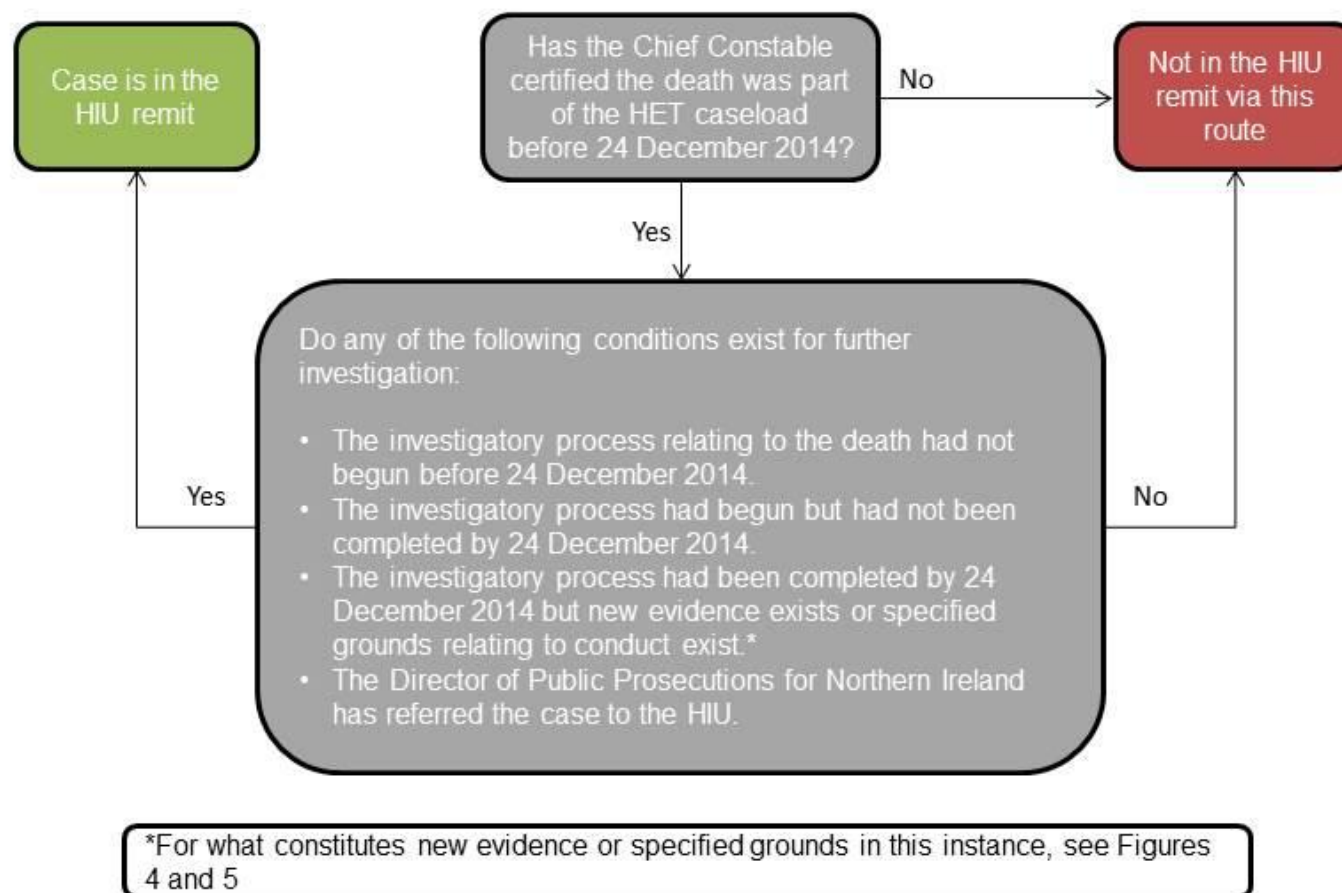 Case is in the
HIU remit
Has the Chief Constable
certified the death was part
of the HET caseload
before 24 December 2014?
No
Not in the HIU
remit via this
route
Yes
Do any of the following conditions exist for further
investigation:
• The investigatory process relating to the death had not
begun before 24 December 2014.
• The investigatory process had begun but had not been
completed by 24 December 2014.
• The investigatory process had been completed by 24
December 2014 but new evidence exists or specified
grounds relating to conduct exist.*
• The Director of Public Prosecutions for Northern Ireland
has referred the case to the HIU.
Yes
No
*For what constitutes new evidence or specified grounds in this instance, see Figures
4 and 5